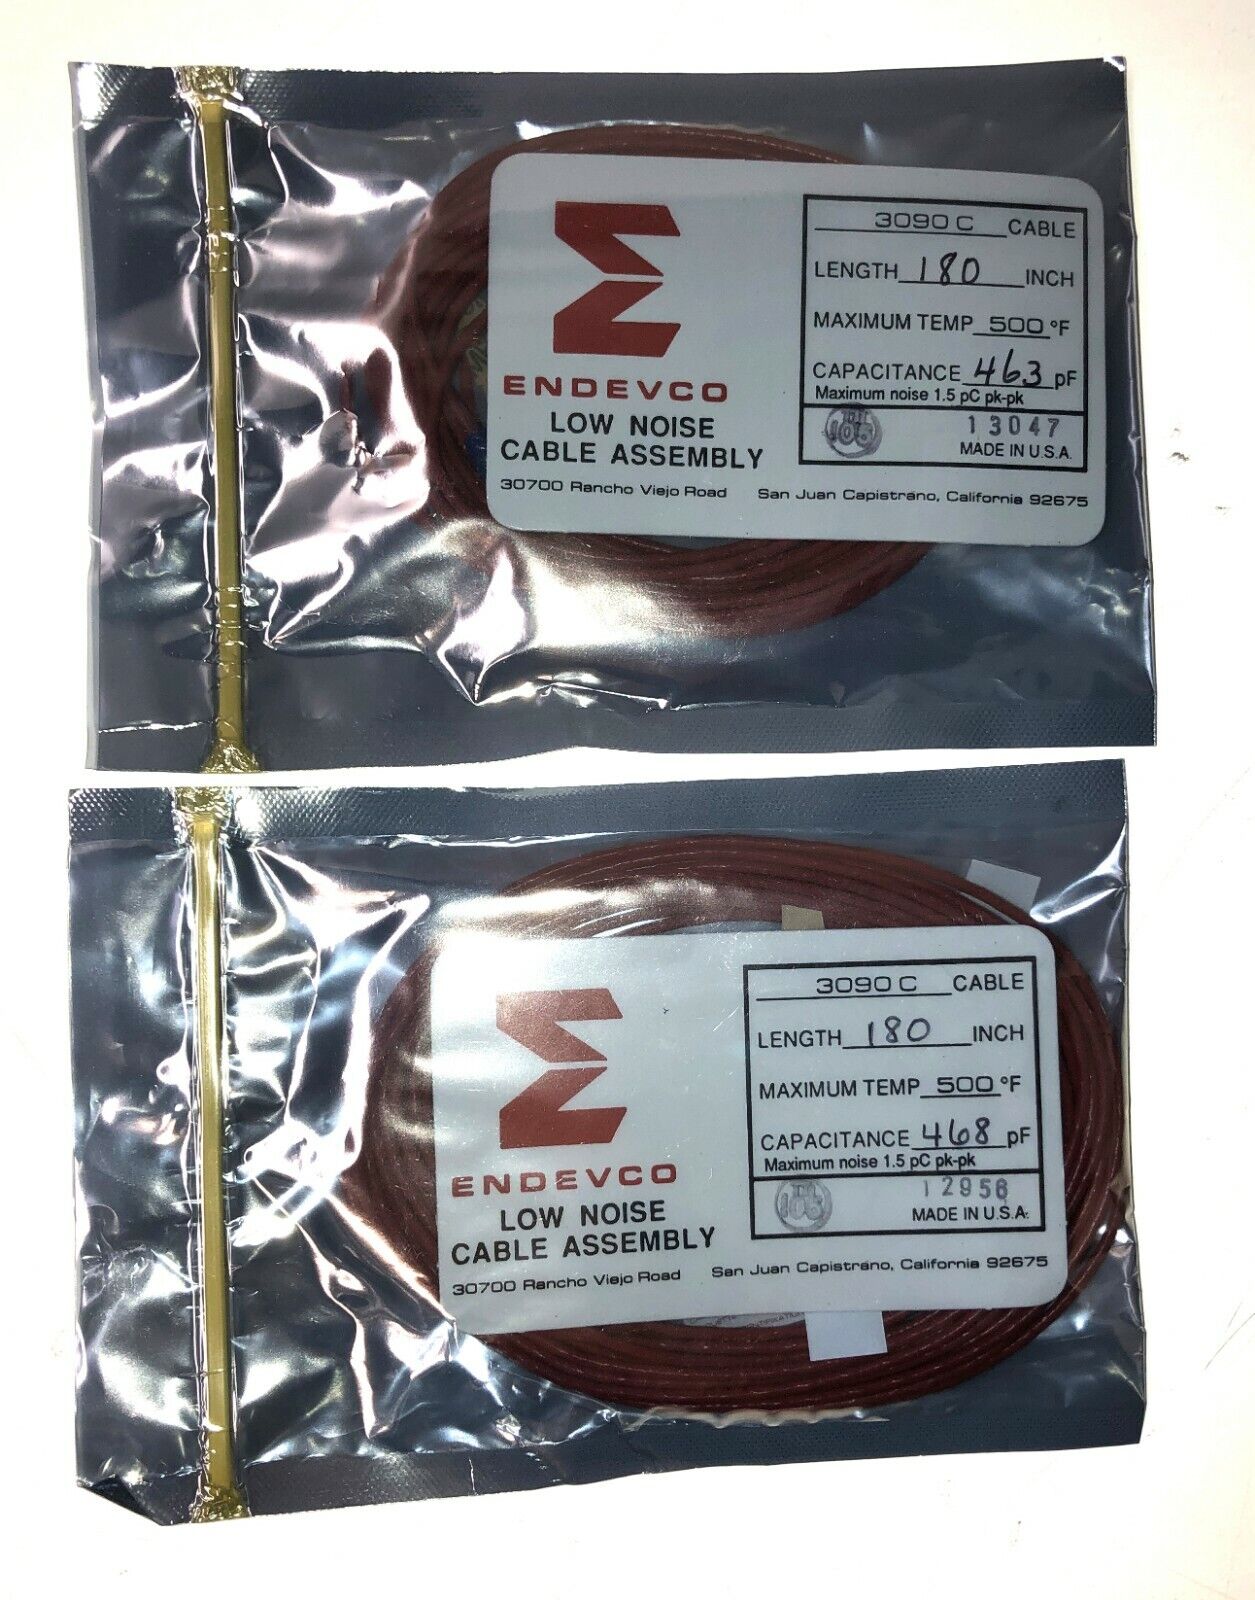 3090 C CABLE
LENGTH 180 INCH
MAXIMUM TEMP 500 °F
CAPACITANCE 463 pF
Maximum noise 1.5 pC pk-pk
105 13047
MADE IN U.S.A.
ENDEVCO
LOW NOISE
CABLE ASSEMBLY
30700 Rancho Viejo Road San Juan Capistrano, California 92675
3090 C CABLE
LENGTH 180 INCH
MAXIMUM TEMP 500 °F
CAPACITANCE 468 pF
Maximum noise 1.5 pC pk-pk
12956
MADE IN U.S.A.
ENDEVCO
LOW NOISE
CABLE ASSEMBLY
30700 Rancho Viejo Road San Juan Capistrano, California 92675